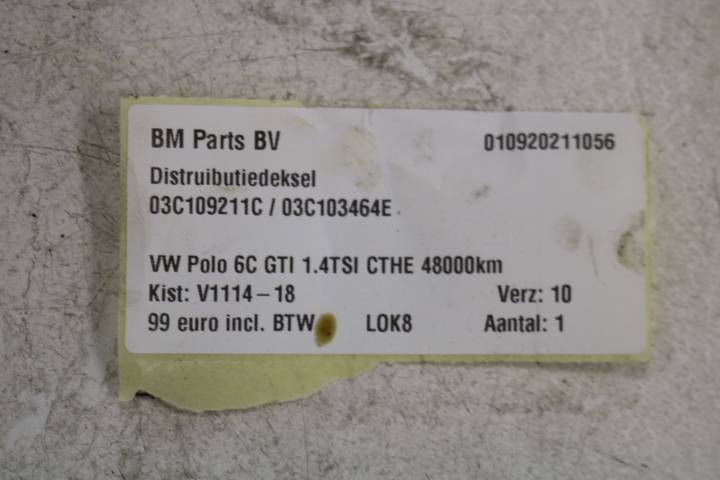 BM Parts BV 010920211056
Distruibutiedeksel
03C109211C / 03C103464E
VW Polo 6C GTI 1.4TSI CTHE 48000km
Kist: V1114-18 Verz: 10
99 euro incl. BTW LOK8 Aantal: 1